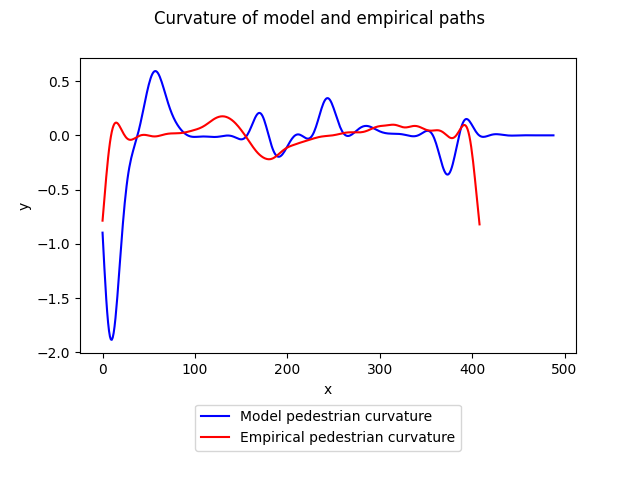 Curvature of model and empirical paths
0.5
0.0
−0.5
−1.0
−1.5
−2.0
y
0 100 200 300 400 500
x
Model pedestrian curvature
Empirical pedestrian curvature